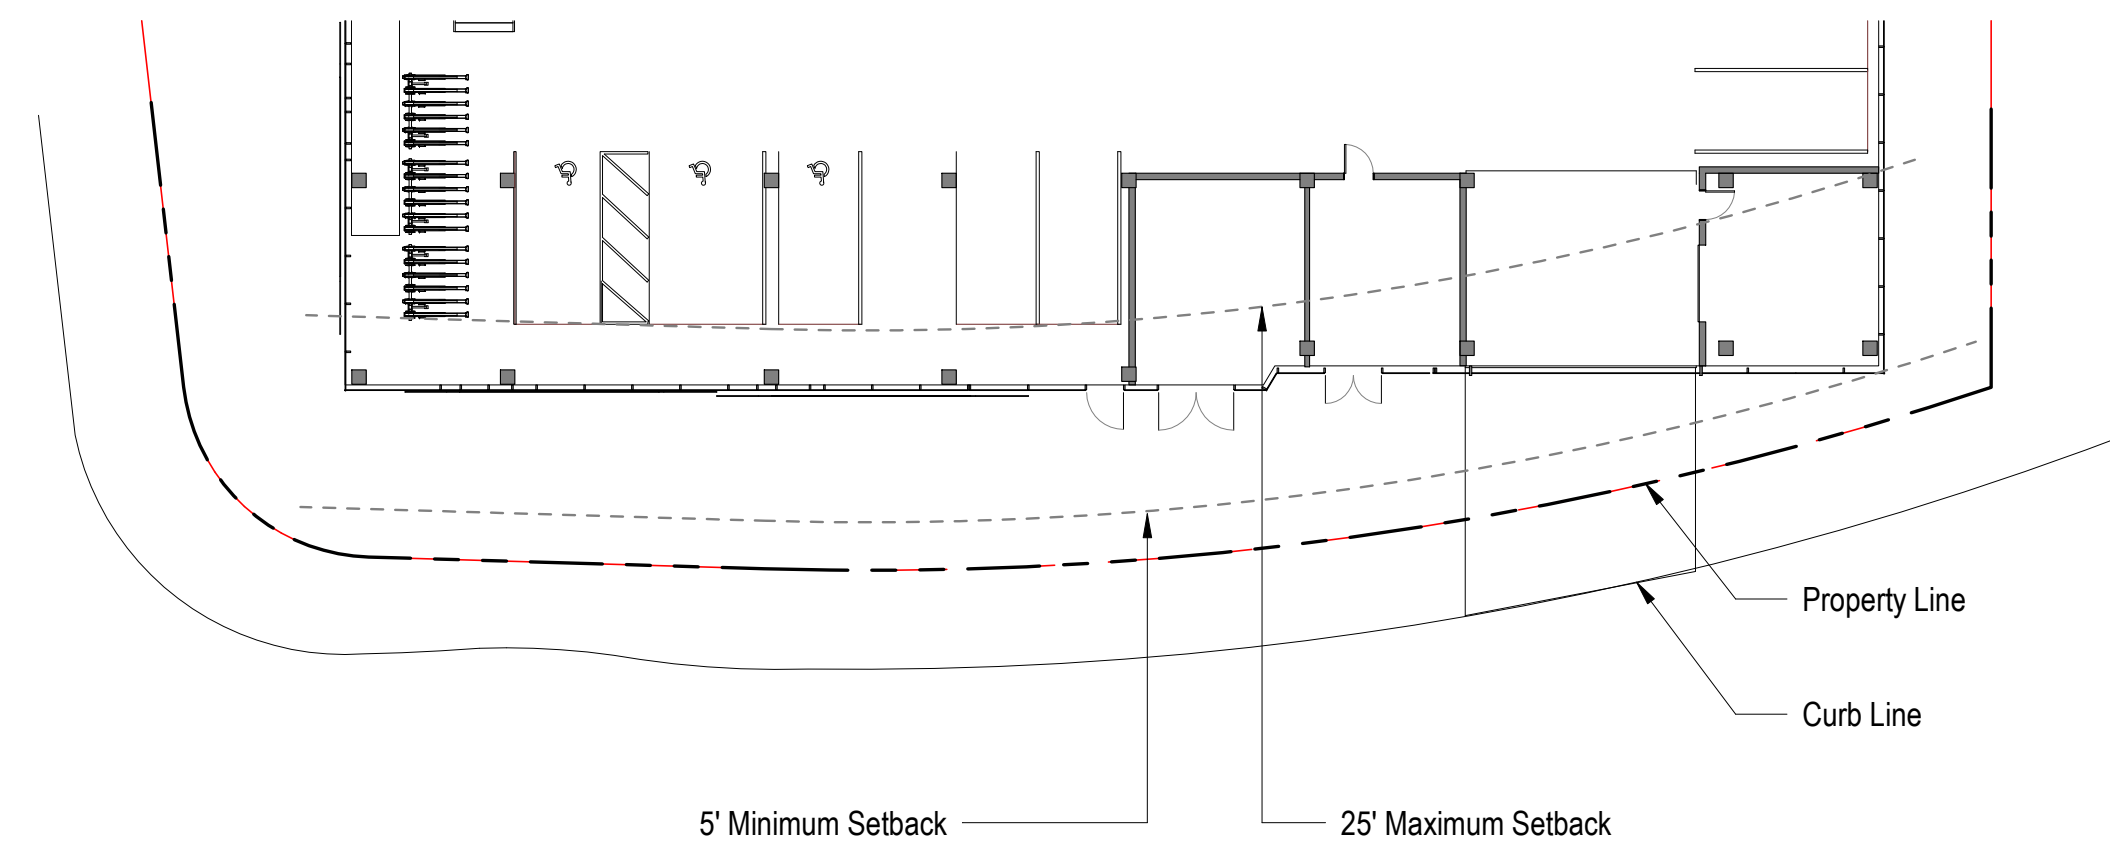 Property Line
Curb Line
5' Minimum Setback
25' Maximum Setback